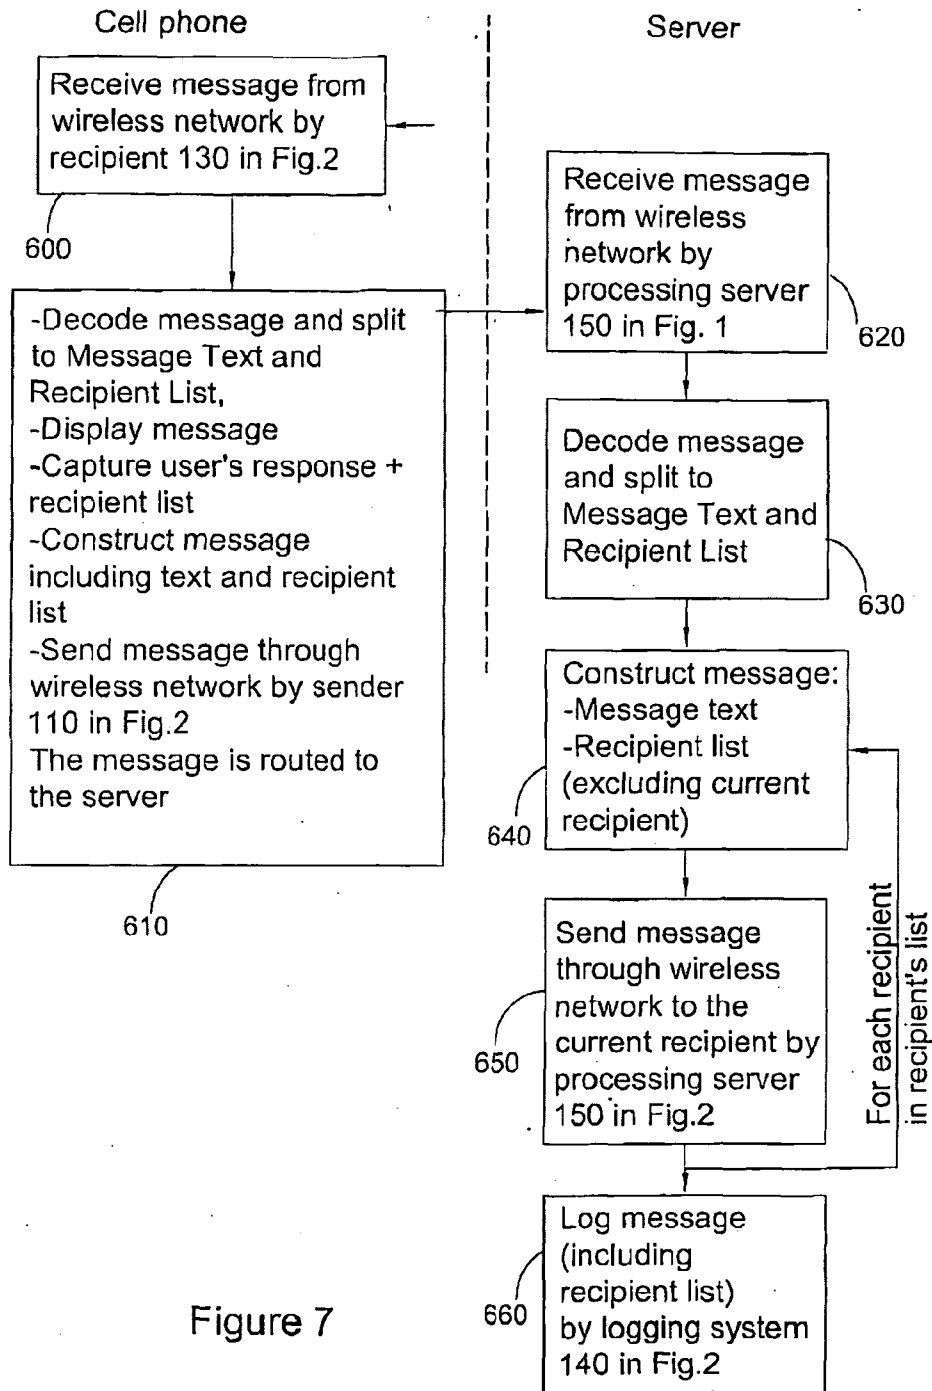 Cell phone
Receive message from
wireless network by
recipient 130 in Fig.2
600
-Decode message and split
to Message Text and
Recipient List,
-Display message
-Capture user's response +
recipient list
-Construct message
including text and recipient
list
-Send message through
wireless network by sender
110 in Fig.2
The message is routed to
the server
610
Server
Receive message
from wireless
network by
processing server
150 in Fig. 1
620
Decode message
and split to
Message Text and
Recipient List
630
Construct message:
-Message text
-Recipient list
(excluding current
recipient)
640
Send message
through wireless
network to the
current recipient by
processing server
150 in Fig.2
650
For each recipient
in recipient's list
Log message
(including
recipient list)
by logging system
140 in Fig.2
660
Figure 7